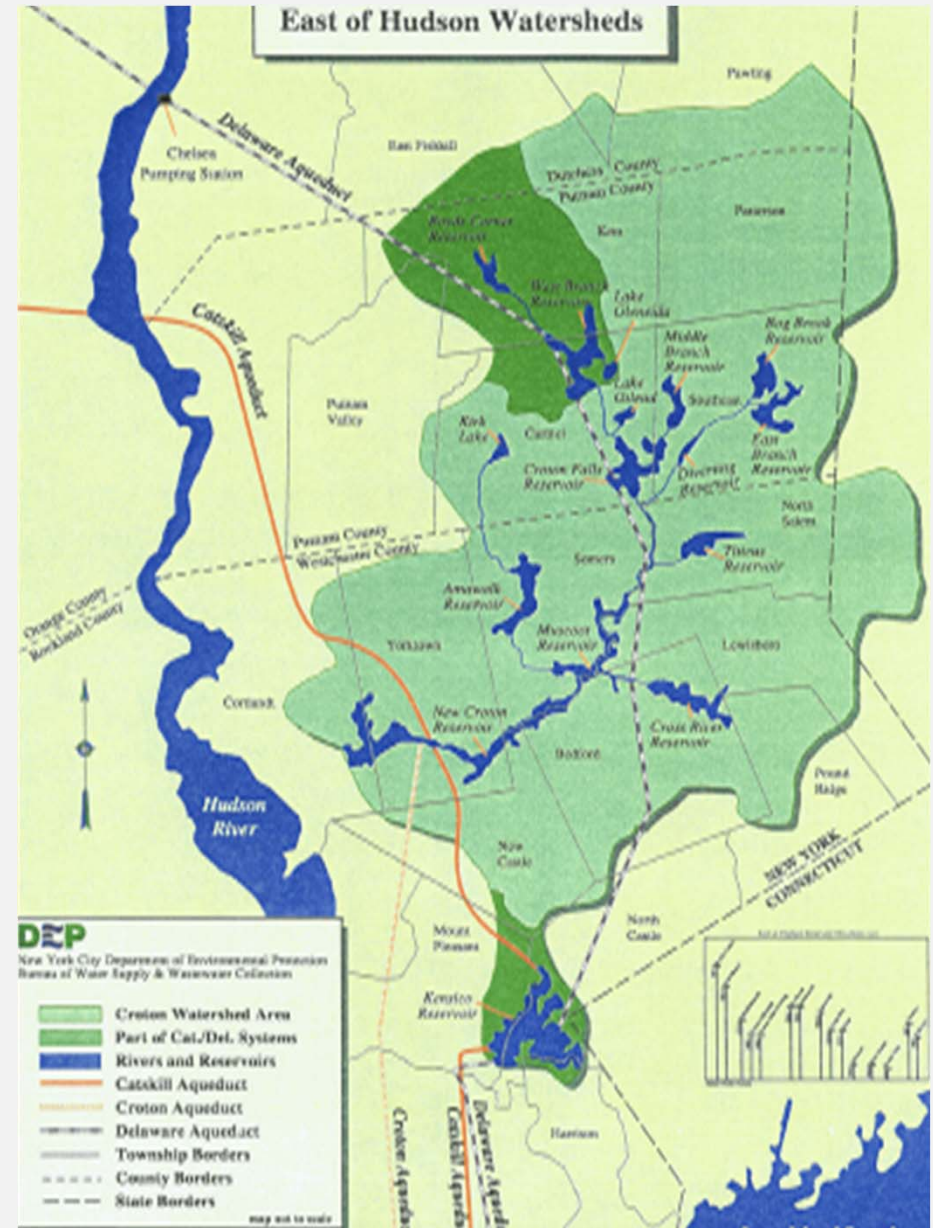 East of Hudson Watersheds
Pawling
Delaware Aqueduct
Chelsea
Pumping Station
East Fishkill
Dutchess County
Putnam County
Patterson
Kent
Boyds Corner
Reservoir
West Branch
Reservoir
Lake
Gleneida
Catskill Aqueduct
Middle
Branch
Reservoir
Bog Brook
Reservoir
Lake
Gilead
Southeast
Putnam
Valley
Kirk
Lake
Carmel
East
Branch
Reservoir
Croton Falls
Reservoir
Diverting
Reservoir
North
Salem
Putnam County
Westchester County
Somers
Titicus
Reservoir
Orange County
Rockland County
Amawalk
Reservoir
Muscoot
Reservoir
Yorktown
Lewisboro
Cortlandt
New Croton
Reservoir
Cross River
Reservoir
Bedford
Pound
Ridge
Hudson
River
New
Castle
NEW YORK
CONNECTICUT
North
Castle
Mount
Pleasant
Kensico
Reservoir
DEP
New York City Department of Environmental Protection
Bureau of Water Supply & Wastewater Collection
Croton Watershed Area
Part of Cat./Del. Systems
Rivers and Reservoirs
Catskill Aqueduct
Croton Aqueduct
Delaware Aqueduct
Township Borders
County Borders
State Borders
map not to scale
Harrison
Croton Aquedu
Catskill Aquedu
Delaware Aqued